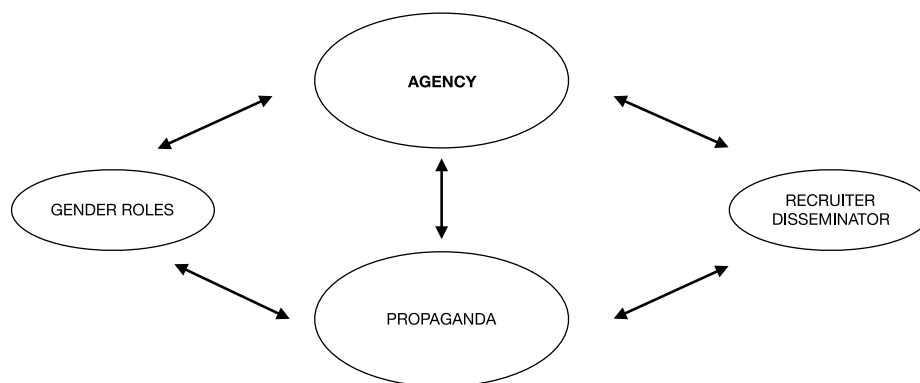 AGENCY
GENDER ROLES
RECRUITER
DISSEMINATOR
PROPAGANDA